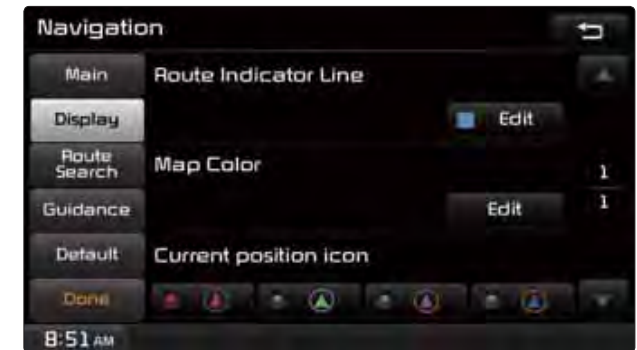 Navigation
Main
Route Indicator Line
Display
Edit
Route
Search
Map Color
1
Guidance
Edit
1
Default
Current position icon
Done
8:51 AM